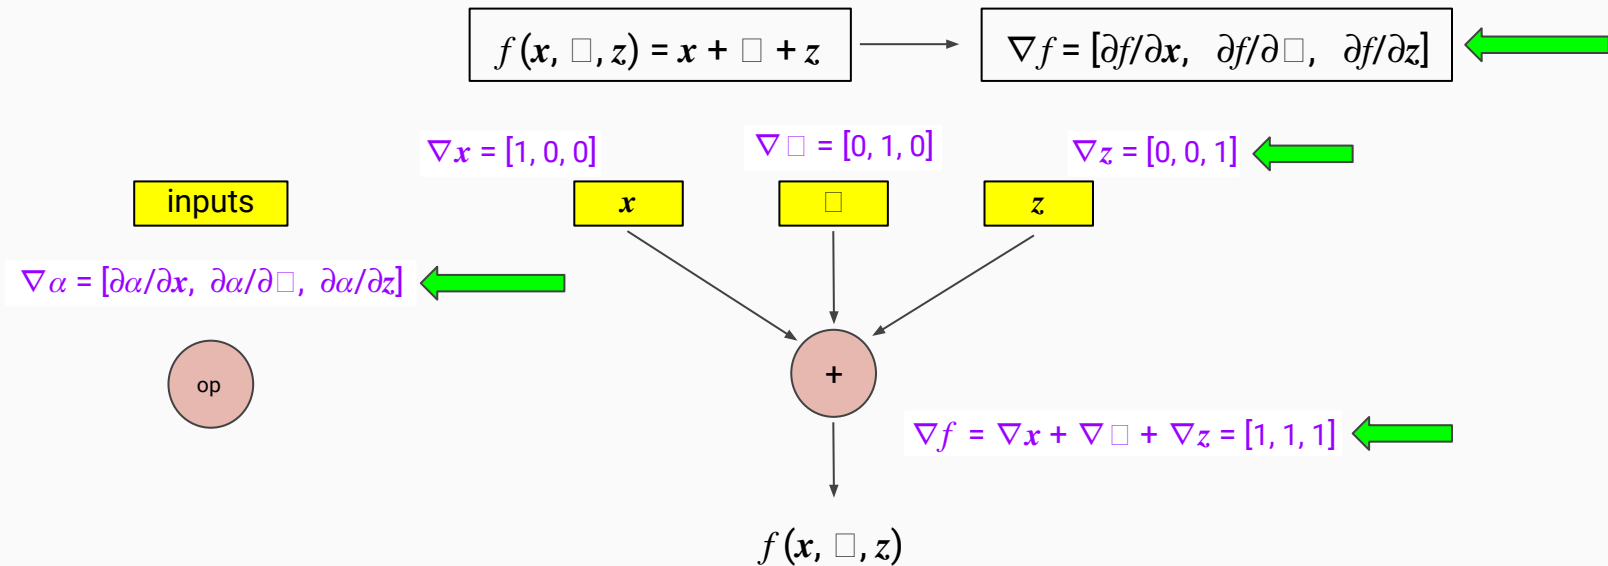 f(x, □, z) = x + □ + z
∇f = [∂f/∂x, ∂f/∂□, ∂f/∂z]
∇x = [1, 0, 0]
∇□ = [0, 1, 0]
∇z = [0, 0, 1]
inputs
x
□
z
∇α = [∂α/∂x, ∂α/∂□, ∂α/∂z]
op
+
∇f = ∇x + ∇□ + ∇z = [1, 1, 1]
f(x, □, z)